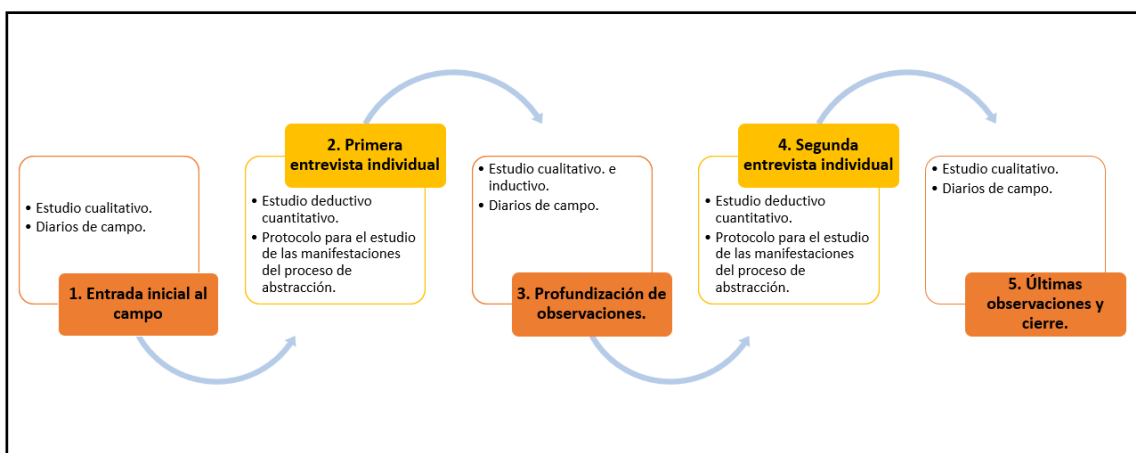 • Estudio cualitativo.
• Diarios de campo.
1. Entrada inicial al
campo
2. Primera
entrevista individual
• Estudio deductivo
cuantitativo.
• Protocolo para el estudio
de las manifestaciones
del proceso de
abstracción.
• Estudio cualitativo. e
inductivo.
• Diarios de campo.
3. Profundización de
observaciones.
4. Segunda
entrevista individual
• Estudio deductivo
cuantitativo.
• Protocolo para el estudio
de las manifestaciones
del proceso de
abstracción.
• Estudio cualitativo.
• Diarios de campo.
5. Últimas
observaciones y
cierre.